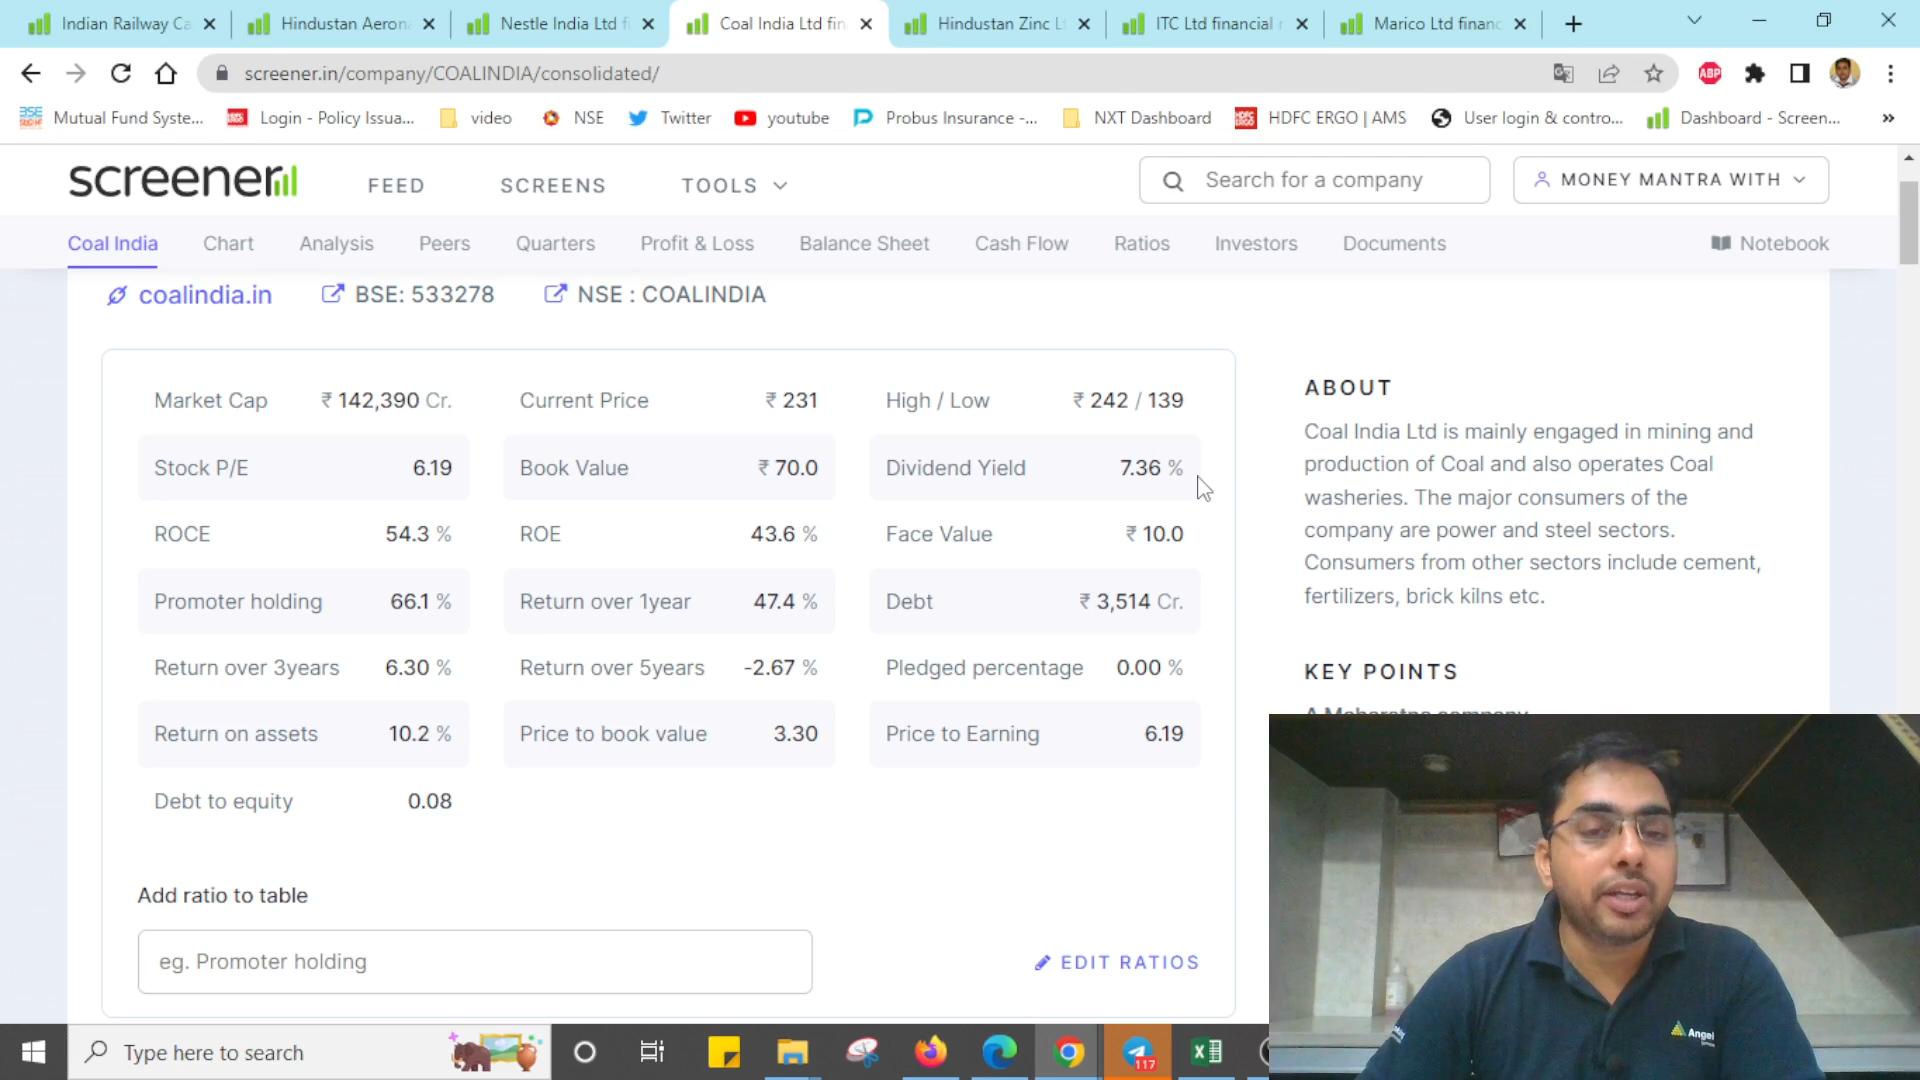 Indian Railway Ca
Hindustan Aerona
Nestle India Ltd fi
Coal India Ltd fin
Hindustan Zinc Lt
ITC Ltd financial r
Marico Ltd financ
screener.in/company/COALINDIA/consolidated/
ABP
Mutual Fund Syste...
Login - Policy Issua...
video
NSE
Twitter
youtube
Probus Insurance -...
NXT Dashboard
HDFC ERGO | AMS
User login & contro...
Dashboard - Screen...
»
screener
FEED
SCREENS
TOOLS
Search for a company
MONEY MANTRA WITH
Coal India
Chart
Analysis
Peers
Quarters
Profit & Loss
Balance Sheet
Cash Flow
Ratios
Investors
Documents
Notebook
coalindia.in
BSE: 533278
NSE : COALINDIA
Market Cap ₹ 142,390 Cr.
Current Price ₹ 231
High / Low ₹ 242 / 139
Stock P/E 6.19
Book Value ₹ 70.0
Dividend Yield 7.36 %
ROCE 54.3 %
ROE 43.6 %
Face Value ₹ 10.0
Promoter holding 66.1 %
Return over 1year 47.4 %
Debt ₹ 3,514 Cr.
Return over 3years 6.30 %
Return over 5years -2.67 %
Pledged percentage 0.00 %
Return on assets 10.2 %
Price to book value 3.30
Price to Earning 6.19
Debt to equity 0.08
Add ratio to table
eg. Promoter holding
EDIT RATIOS
ABOUT
Coal India Ltd is mainly engaged in mining and
production of Coal and also operates Coal
washeries. The major consumers of the
company are power and steel sectors.
Consumers from other sectors include cement,
fertilizers, brick kilns etc.
KEY POINTS
A Maharatna company
Angel
Type here to search
117